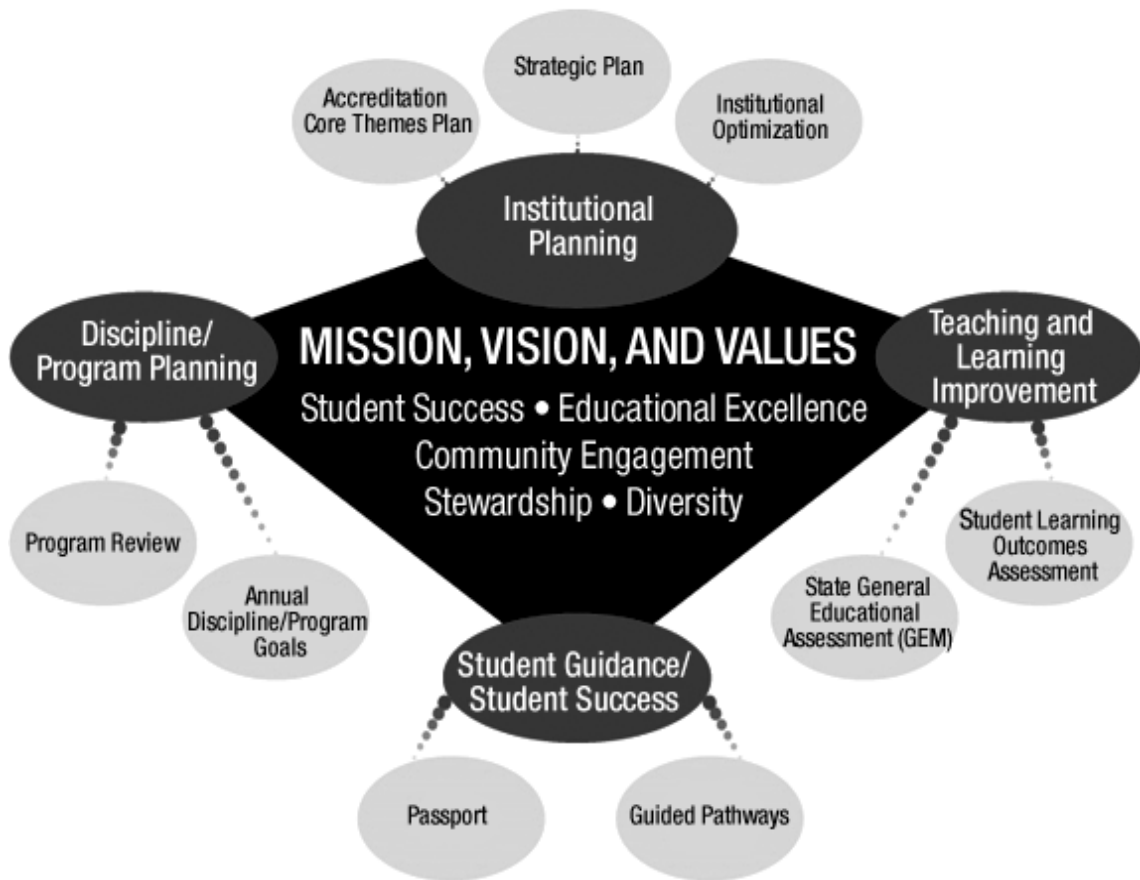 Strategic Plan
Accreditation
Core Themes Plan
Institutional
Optimization
Institutional
Planning
Discipline/
Program Planning
Teaching and
Learning
Improvement
MISSION, VISION, AND VALUES
Student Success • Educational Excellence
Community Engagement
Stewardship • Diversity
Program Review
Annual
Discipline/Program
Goals
Student Learning
Outcomes
Assessment
State General
Educational
Assessment (GEM)
Student Guidance/
Student Success
Passport
Guided Pathways